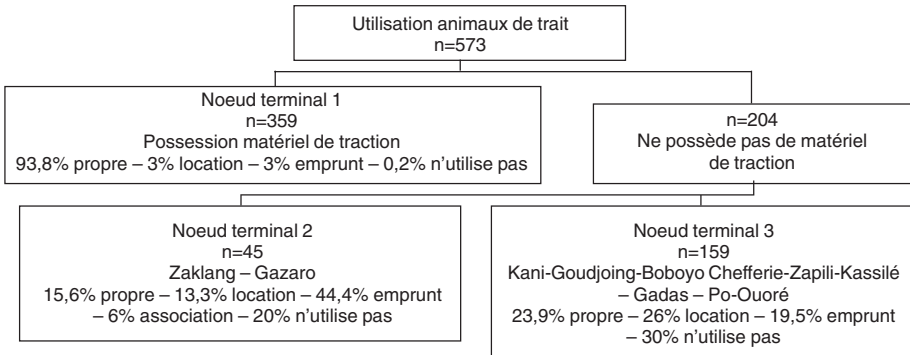 Utilisation animaux de trait
n=573
Noeud terminal 1
n=359
Possession matériel de traction
93,8% propre – 3% location – 3% emprunt – 0,2% n'utilise pas
n=204
Ne possède pas de matériel
de traction
Noeud terminal 2
n=45
Zaklang – Gazaro
15,6% propre – 13,3% location – 44,4% emprunt
– 6% association – 20% n'utilise pas
Noeud terminal 3
n=159
Kani-Goudjoing-Boboyo Chefferie-Zapili-Kassilé
– Gadas – Po-Ouoré
23,9% propre – 26% location – 19,5% emprunt
– 30% n'utilise pas